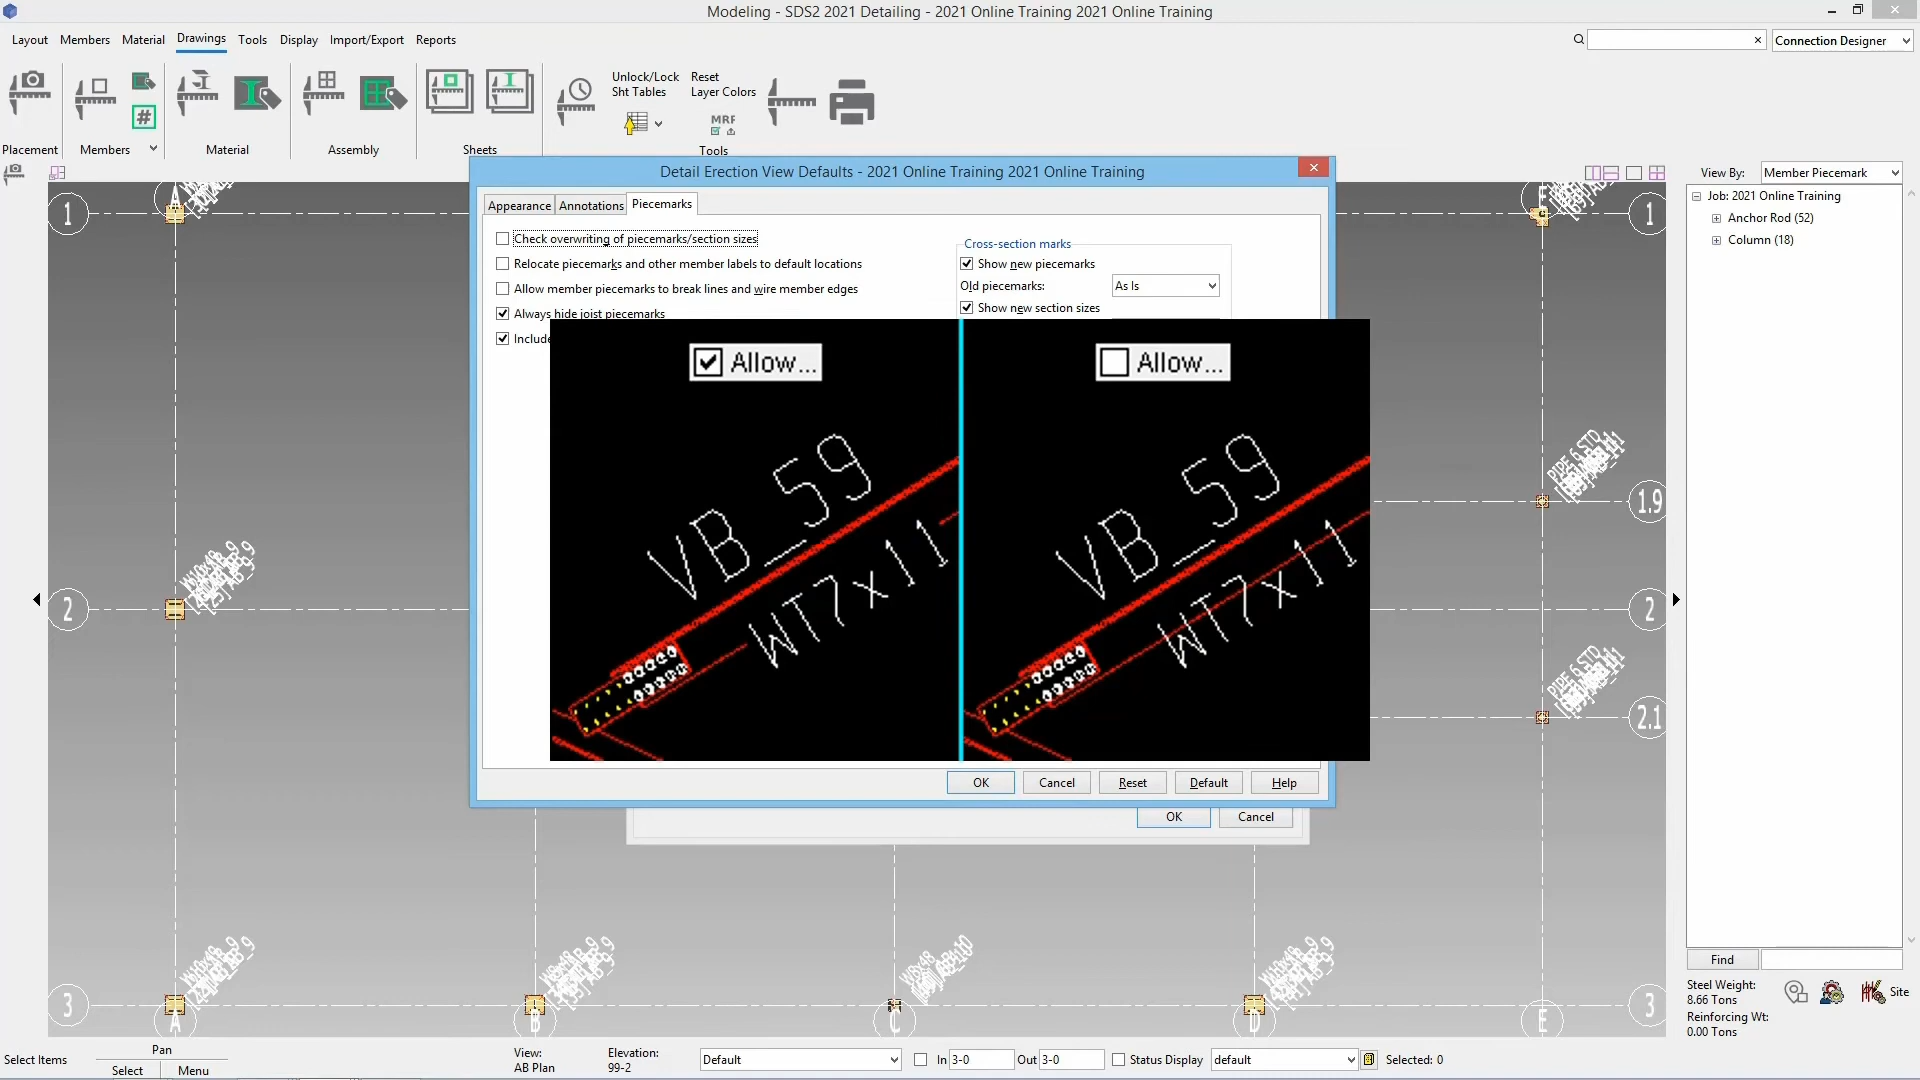 Modeling - SDS2 2021 Detailing - 2021 Online Training 2021 Online Training
Layout Members Material Drawings Tools Display Import/Export Reports
Connection Designer
Unlock/Lock
Sht Tables
Reset
Layer Colors
MRF
#
Placement Members Material Assembly Sheets Tools
Detail Erection View Defaults - 2021 Online Training 2021 Online Training
Appearance Annotations Piecemarks
Check overwriting of piecemarks/section sizes
Relocate piecemarks and other member labels to default locations
Allow member piecemarks to break lines and wire member edges
Always hide joist piecemarks
Include
Cross-section marks
Show new piecemarks
Old piecemarks: As Is
Show new section sizes
Allow...
VB_59
WT7x11
Allow...
VB_59
WT7x11
OK Cancel Reset Default Help
OK Cancel
View By: Member Piecemark
Job: 2021 Online Training
Anchor Rod (52)
Column (18)
Find
Steel Weight:
8.66 Tons
Reinforcing Wt:
0.00 Tons
Site
1
A
1
1.9
PIPE 6 STD
2
2
2.1
PIPE 6 STD
3
3
W10x49
W8x48
A
B
C
D
E
Select Items
Pan
Select Menu
View:
AB Plan
Elevation:
99-2
Default
In 3-0 Out 3-0
Status Display default
Selected: 0